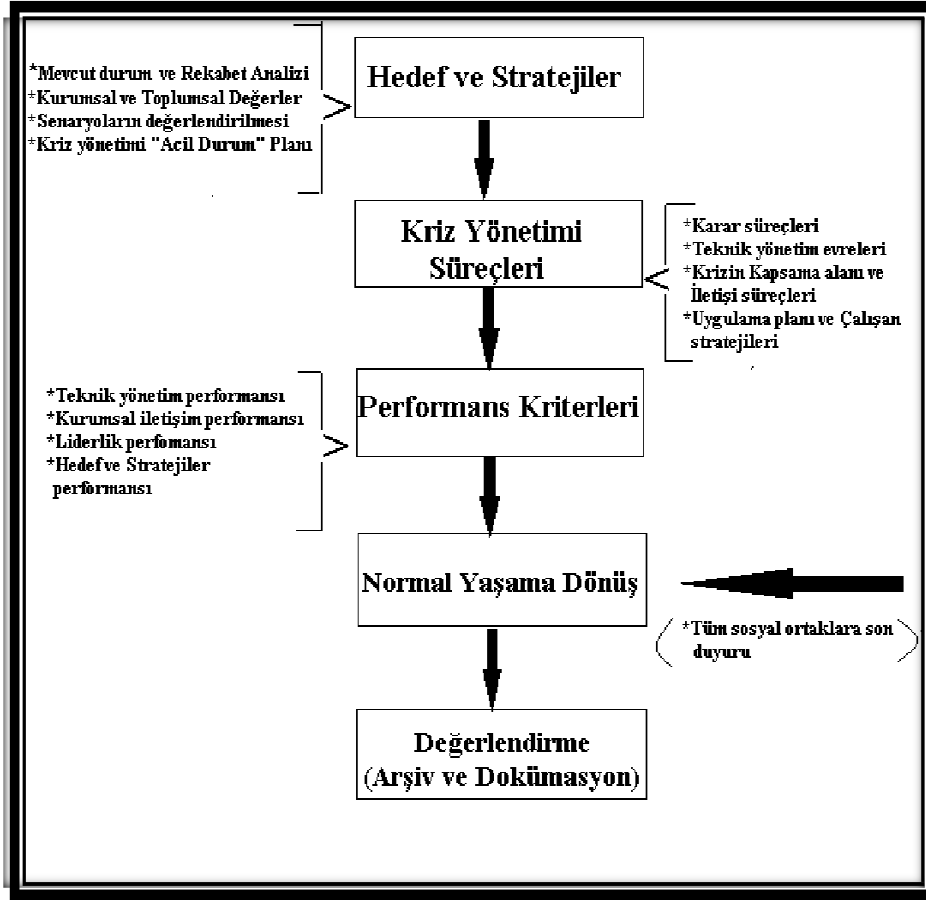 Hedef ve Stratejiler
*Mevcut durum ve Rekabet Analizi
*Kurumsal ve Toplumsal Değerler
*Senaryoların değerlendirilmesi
*Kriz yönetimi "Acil Durum" Planı
Kriz Yönetimi
Süreçleri
*Karar süreçleri
*Teknik yönetim evreleri
*Krizin Kapsama alanı ve
İletişi süreçleri
*Uygulama planı ve Çalışan
stratejileri
Performans Kriterleri
*Teknik yönetim performansı
*Kurumsal iletişim performansı
*Liderlik perfomansı
*Hedef ve Stratejiler
performansı
Normal Yaşama Dönüş
*Tüm sosyal ortaklara son
duyuru
Değerlendirme
(Arşiv ve Dokümasyon)